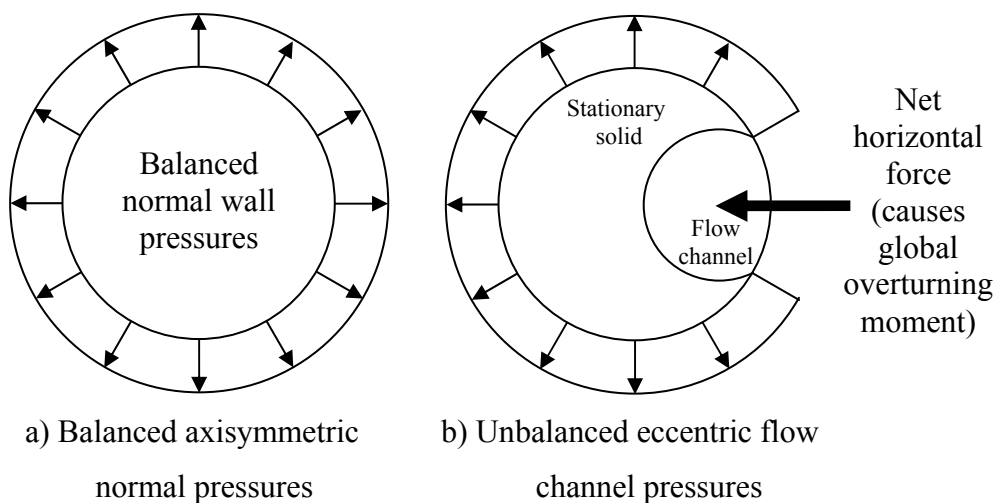 Balanced
normal wall
pressures
Stationary
solid
Flow
channel
Net
horizontal
force
(causes
global
overturning
moment)
a) Balanced axisymmetric
normal pressures
b) Unbalanced eccentric flow
channel pressures